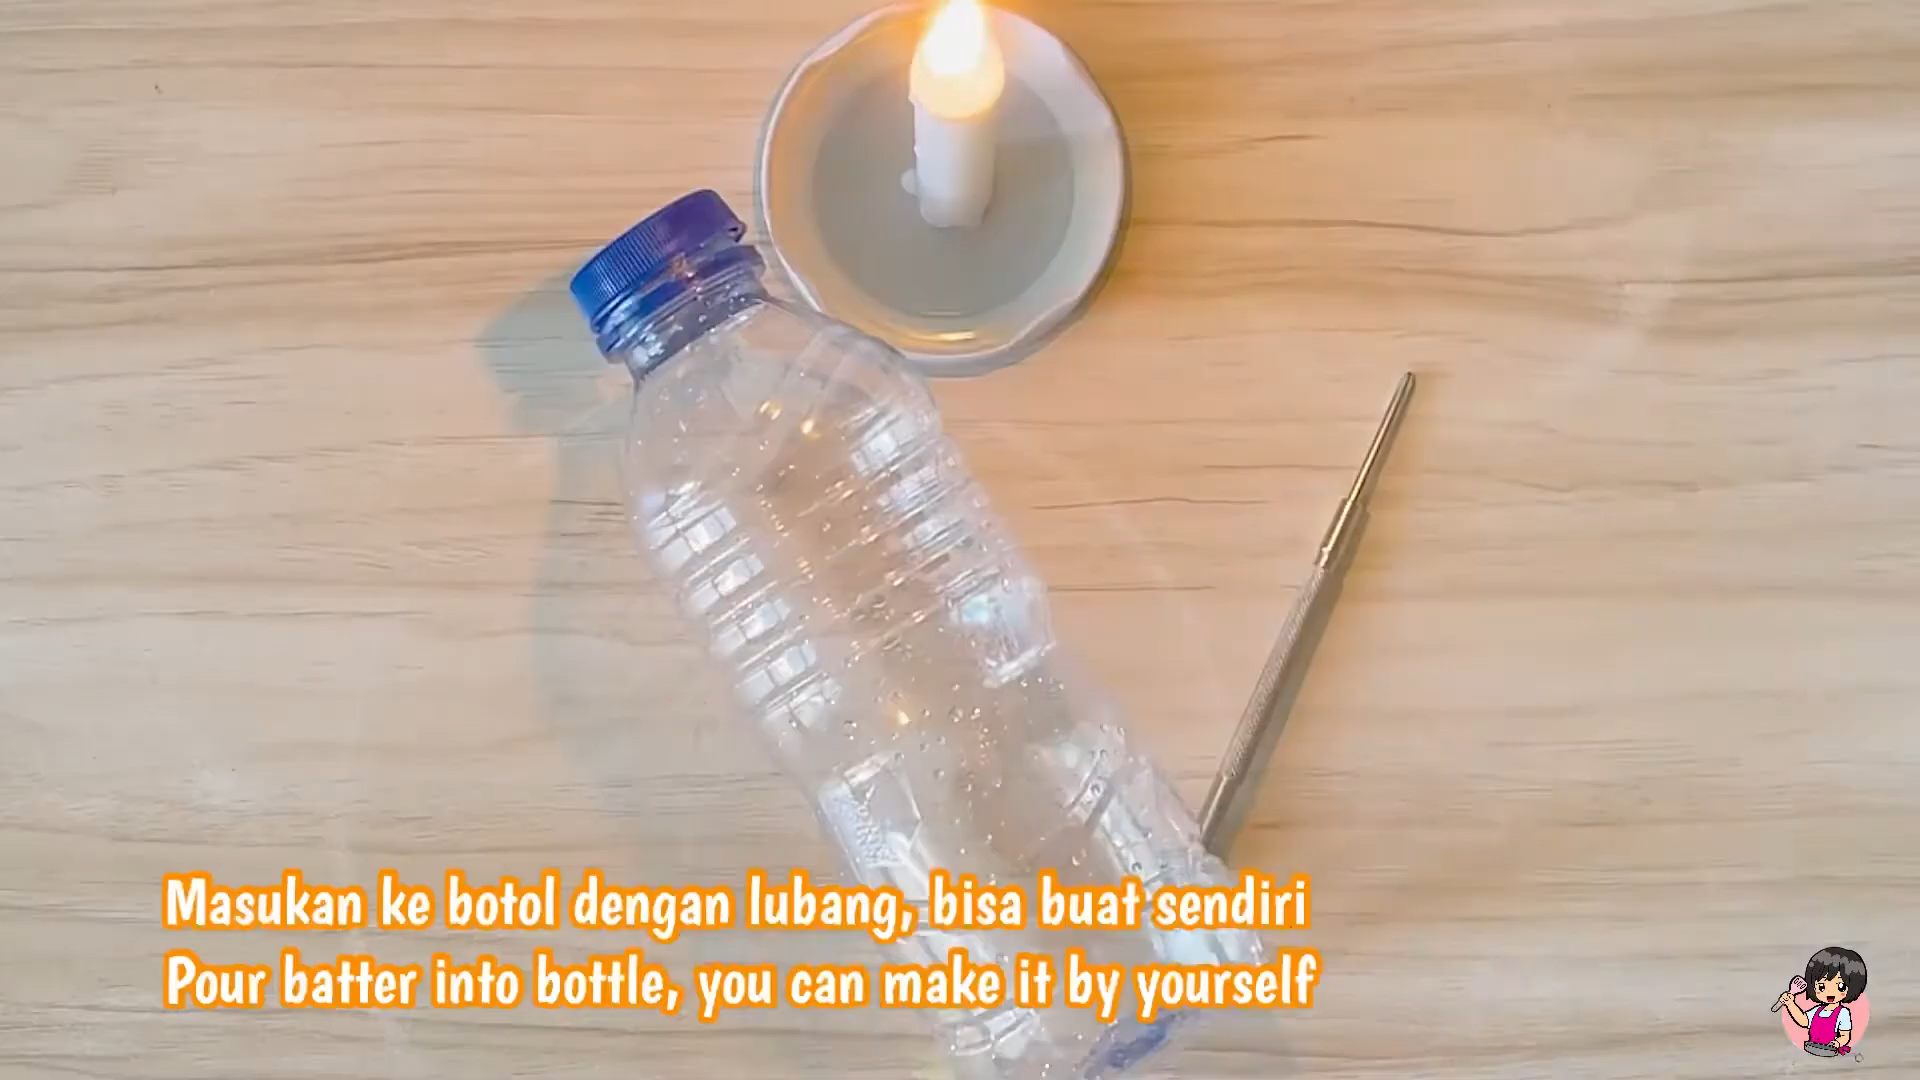 Masukan ke botol dengan lubang, bisa buat sendiri
Pour batter into bottle, you can make it by yourself